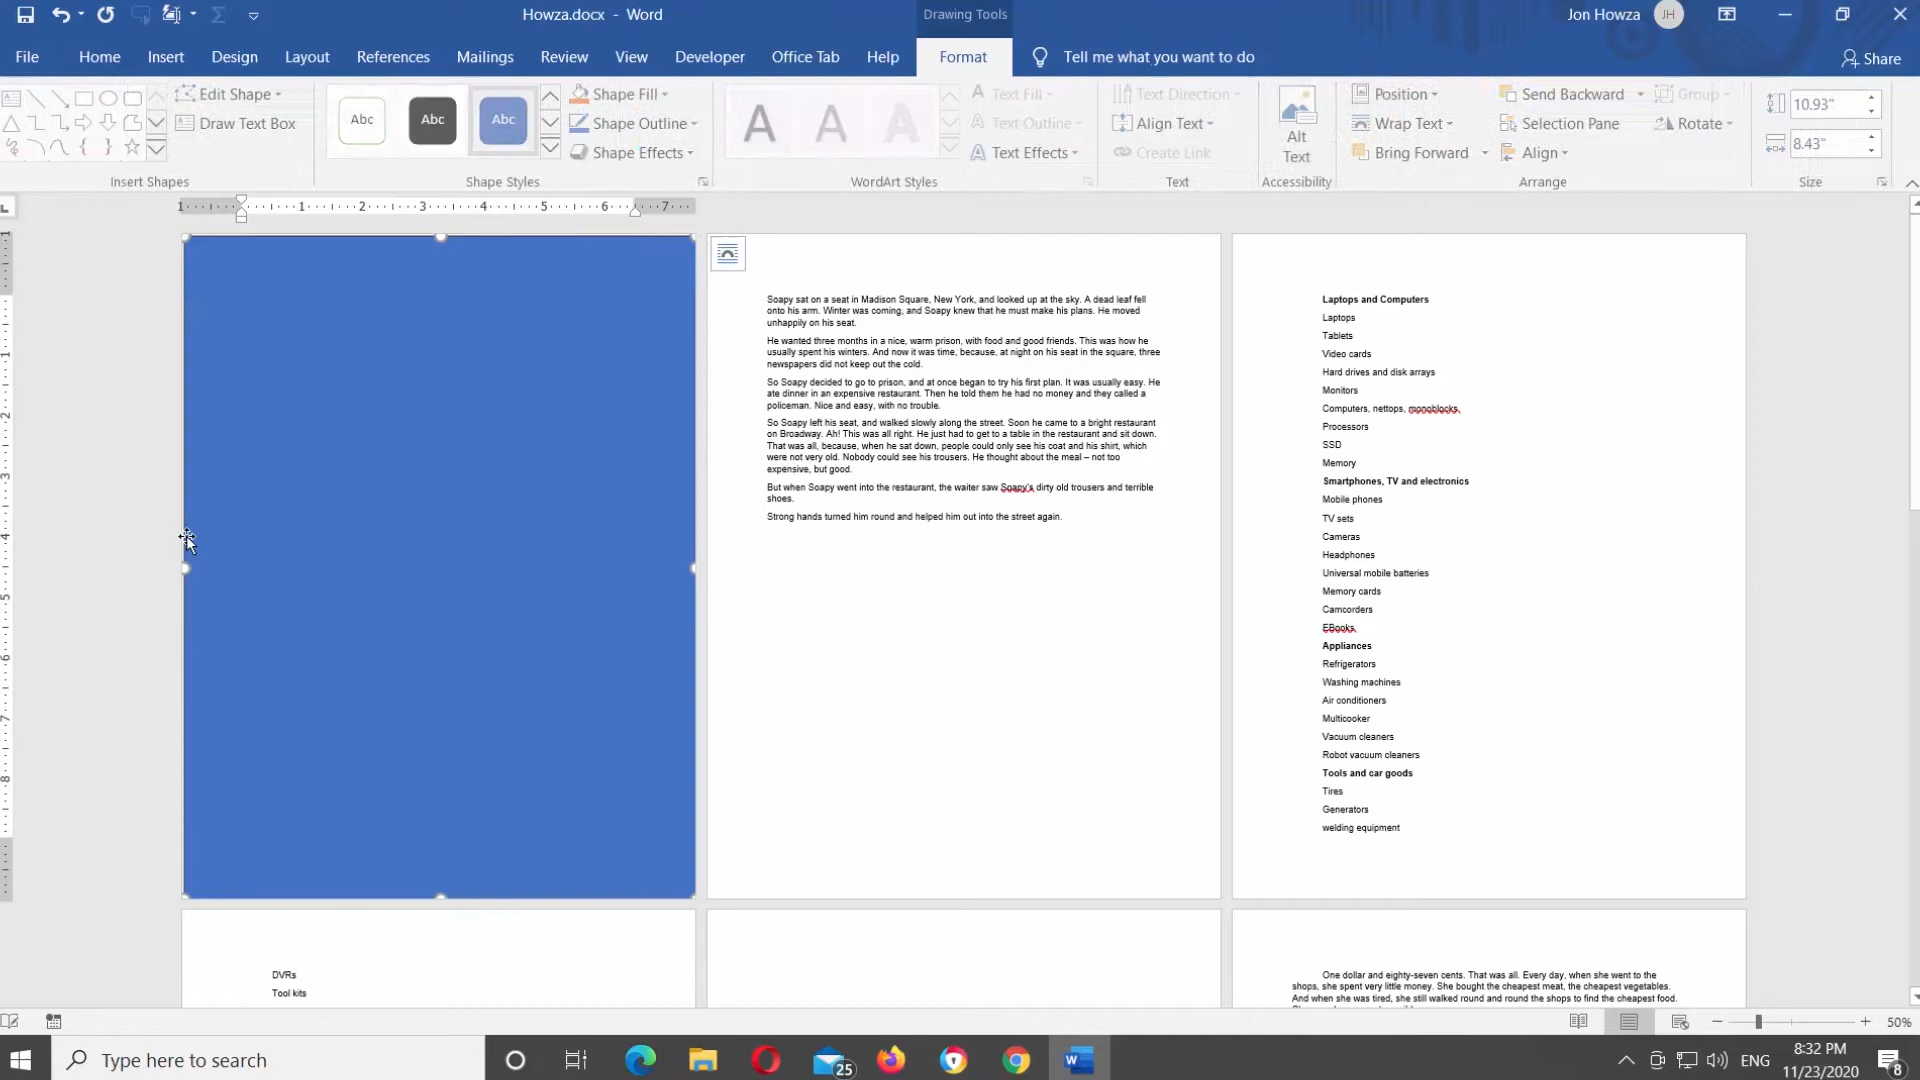 Howza.docx - Word
Drawing Tools
Jon Howza
JH
File
Home
Insert
Design
Layout
References
Mailings
Review
View
Developer
Office Tab
Help
Format
Tell me what you want to do
Share
Edit Shape
Draw Text Box
Insert Shapes
Abc
Abc
Abc
Shape Fill
Shape Outline
Shape Effects
Shape Styles
A
A
A
Text Fill
Text Outline
Text Effects
WordArt Styles
Text Direction
Align Text
Create Link
Text
Alt
Text
Accessibility
Position
Wrap Text
Bring Forward
Send Backward
Selection Pane
Align
Group
Rotate
Arrange
10.93"
8.43"
Size
1 1 2 3 4 5 6 7
1
1
2
3
4
5
6
7
8
Soapy sat on a seat in Madison Square, New York, and looked up at the sky. A dead leaf fell
onto his arm. Winter was coming, and Soapy knew that he must make his plans. He moved
unhappily on his seat.
He wanted three months in a nice, warm prison, with food and good friends. This was how he
usually spent his winters. And now it was time, because, at night on his seat in the square, three
newspapers did not keep out the cold.
So Soapy decided to go to prison, and at once began to try his first plan. It was usually easy. He
ate dinner in an expensive restaurant. Then he told them he had no money and they called a
policeman. Nice and easy, with no trouble.
So Soapy left his seat, and walked slowly along the street. Soon he came to a bright restaurant
on Broadway. Ah! This was all right. He just had to get to a table in the restaurant and sit down.
That was all, because, when he sat down, people could only see his coat and his shirt, which
were not very old. Nobody could see his trousers. He thought about the meal – not too
expensive, but good.
But when Soapy went into the restaurant, the waiter saw Soapy's dirty old trousers and terrible
shoes.
Strong hands turned him round and helped him out into the street again.
Laptops and Computers
Laptops
Tablets
Video cards
Hard drives and disk arrays
Monitors
Computers, nettops, monoblocks
Processors
SSD
Memory
Smartphones, TV and electronics
Mobile phones
TV sets
Cameras
Headphones
Universal mobile batteries
Memory cards
Camcorders
EBooks
Appliances
Refrigerators
Washing machines
Air conditioners
Multicooker
Vacuum cleaners
Robot vacuum cleaners
Tools and car goods
Tires
Generators
welding equipment
DVRs
Tool kits
One dollar and eighty-seven cents. That was all. Every day, when she went to the
shops, she spent very little money. She bought the cheapest meat, the cheapest vegetables.
And when she was tired, she still walked round and round the shops to find the cheapest food.
50%
Type here to search
25
ENG
8:32 PM
11/23/2020
8